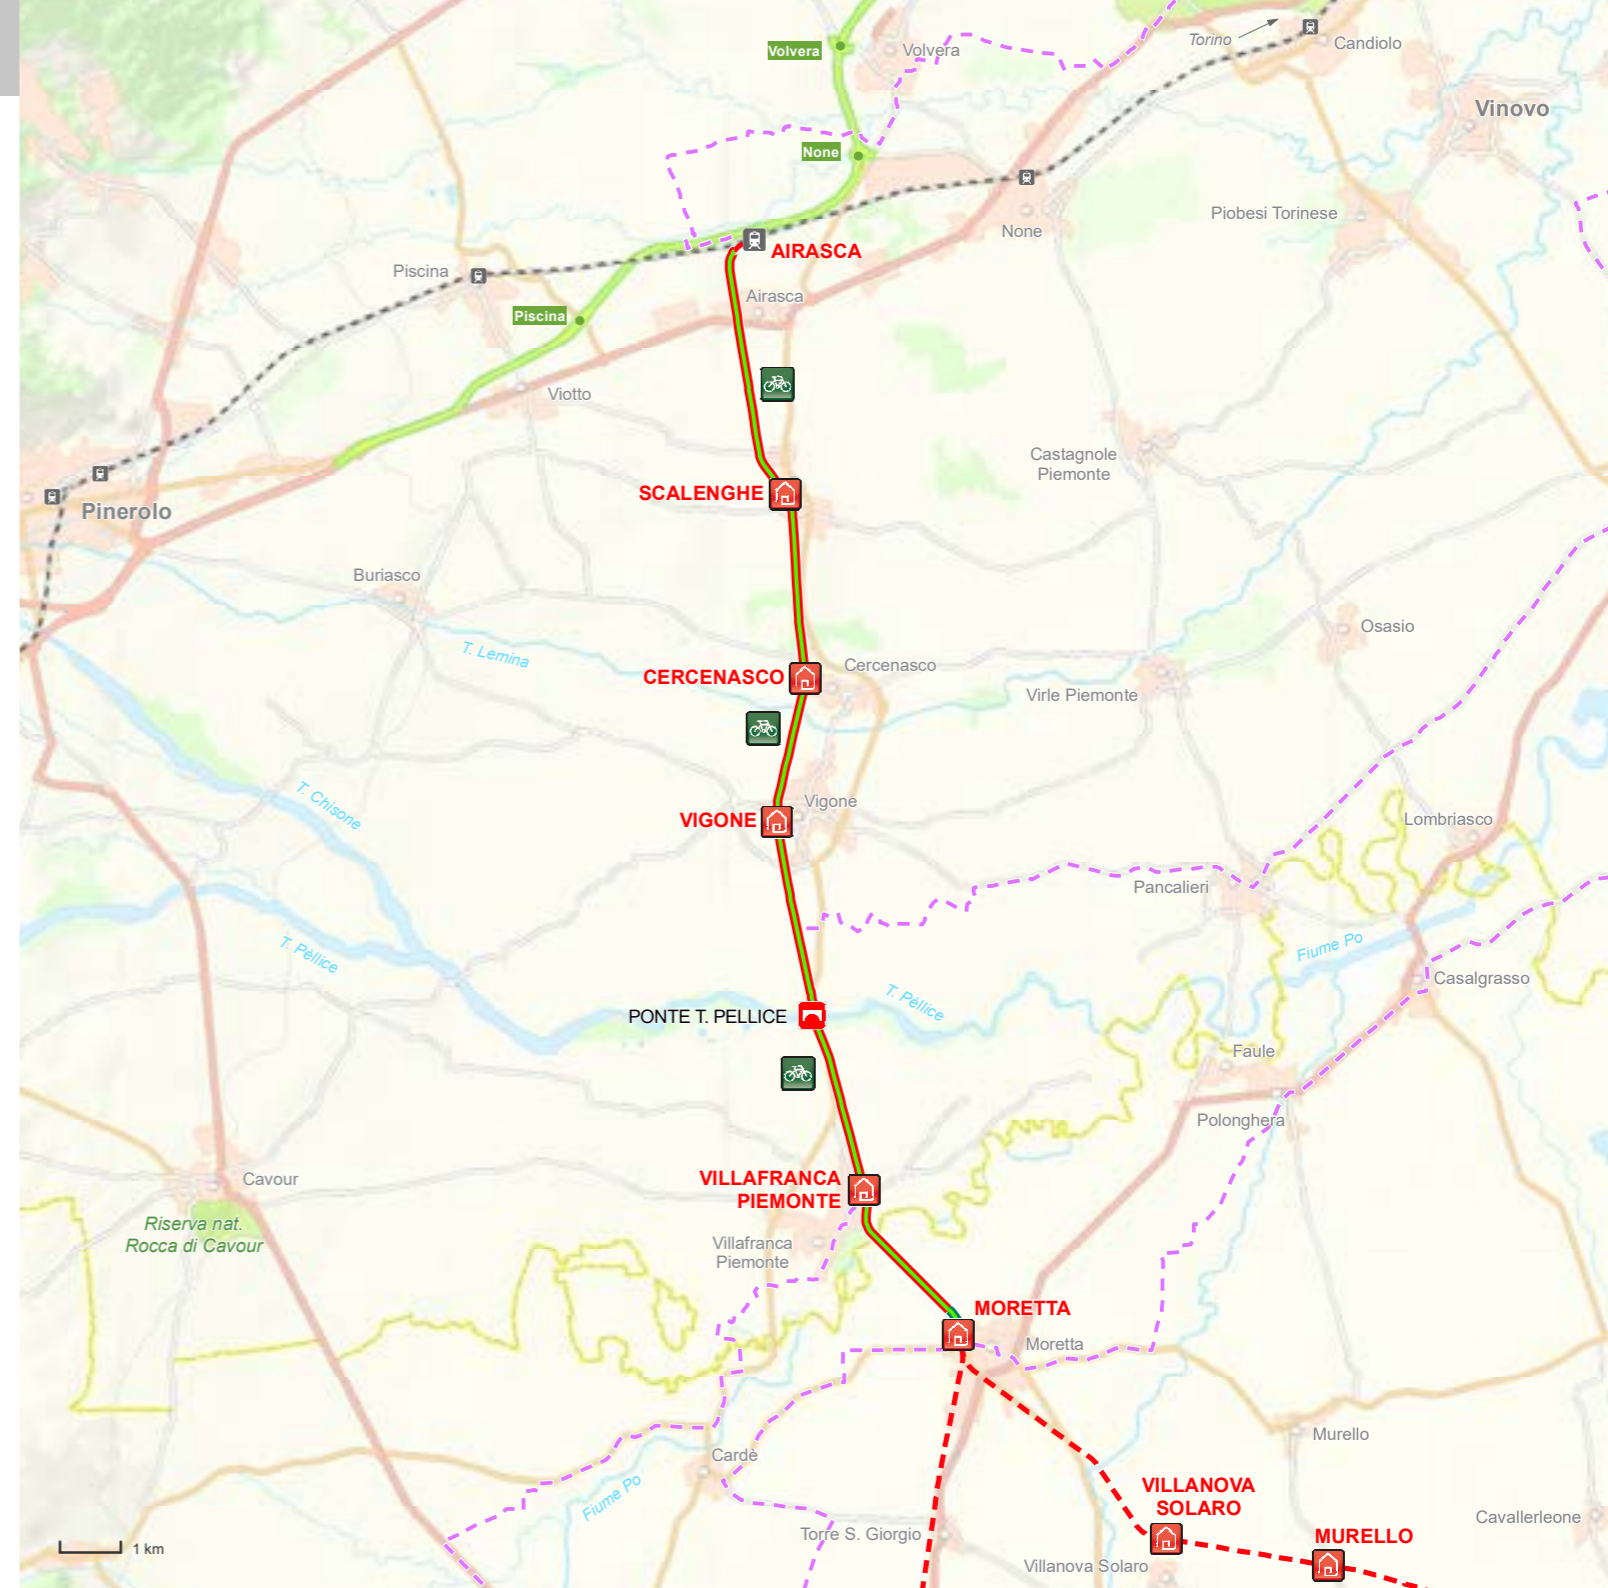 Torino
Candiolo
Volvera
Volvera
Vinovo
None
Piobesi Torinese
None
AIRASCA
Piscina
Airasca
Piscina
Viotto
Castagnole
Piemonte
SCALENGHE
Pinerolo
Buriasco
Osasio
T. Lemina
Cercenasco
CERCENASCO
Virle Piemonte
T. Chisone
Vigone
VIGONE
Lombriasco
Pancalieri
Fiume Po
T. Pèllice
Casalgrasso
T. Pèllice
PONTE T. PELLICE
Faule
Polonghera
Cavour
VILLAFRANCA
PIEMONTE
Riserva nat.
Rocca di Cavour
Villafranca
Piemonte
MORETTA
Moretta
Murello
Cardè
Fiume Po
VILLANOVA
SOLARO
Cavallerleone
Torre S. Giorgio
MURELLO
1 km
Villanova Solaro